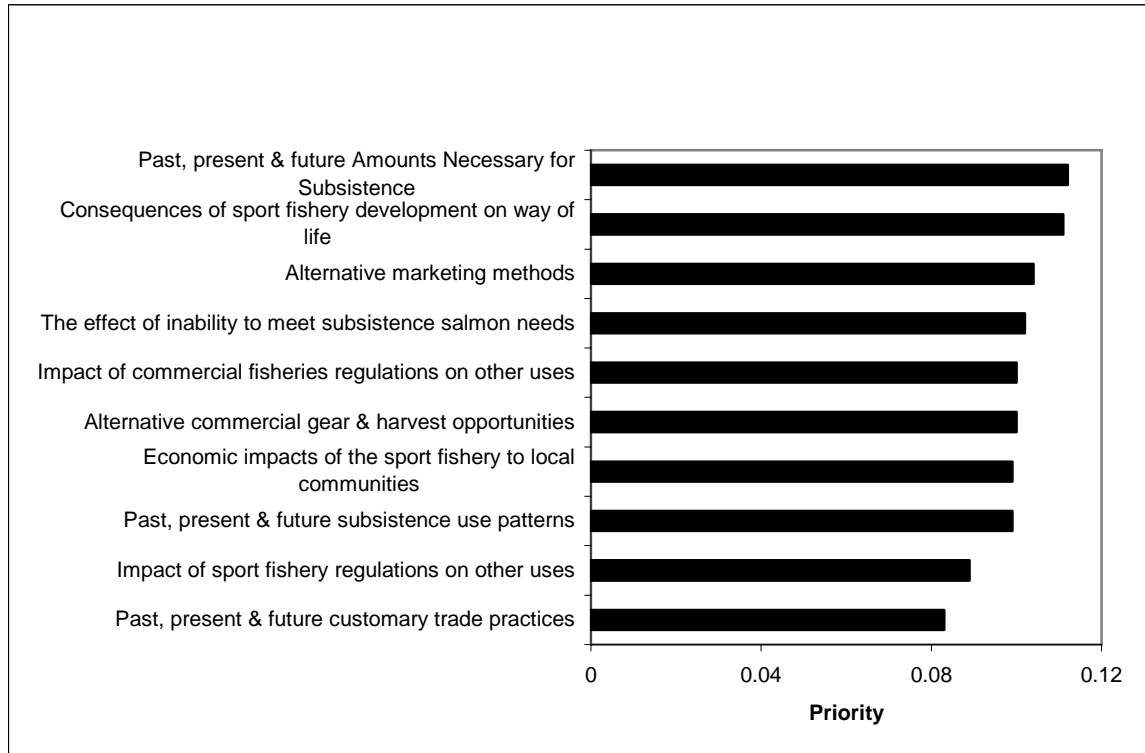 Past, present & future Amounts Necessary for
Subsistence
Consequences of sport fishery development on way of
life
Alternative marketing methods
The effect of inability to meet subsistence salmon needs
Impact of commercial fisheries regulations on other uses
Alternative commercial gear & harvest opportunities
Economic impacts of the sport fishery to local
communities
Past, present & future subsistence use patterns
Impact of sport fishery regulations on other uses
Past, present & future customary trade practices
0 0.04 0.08 0.12
Priority